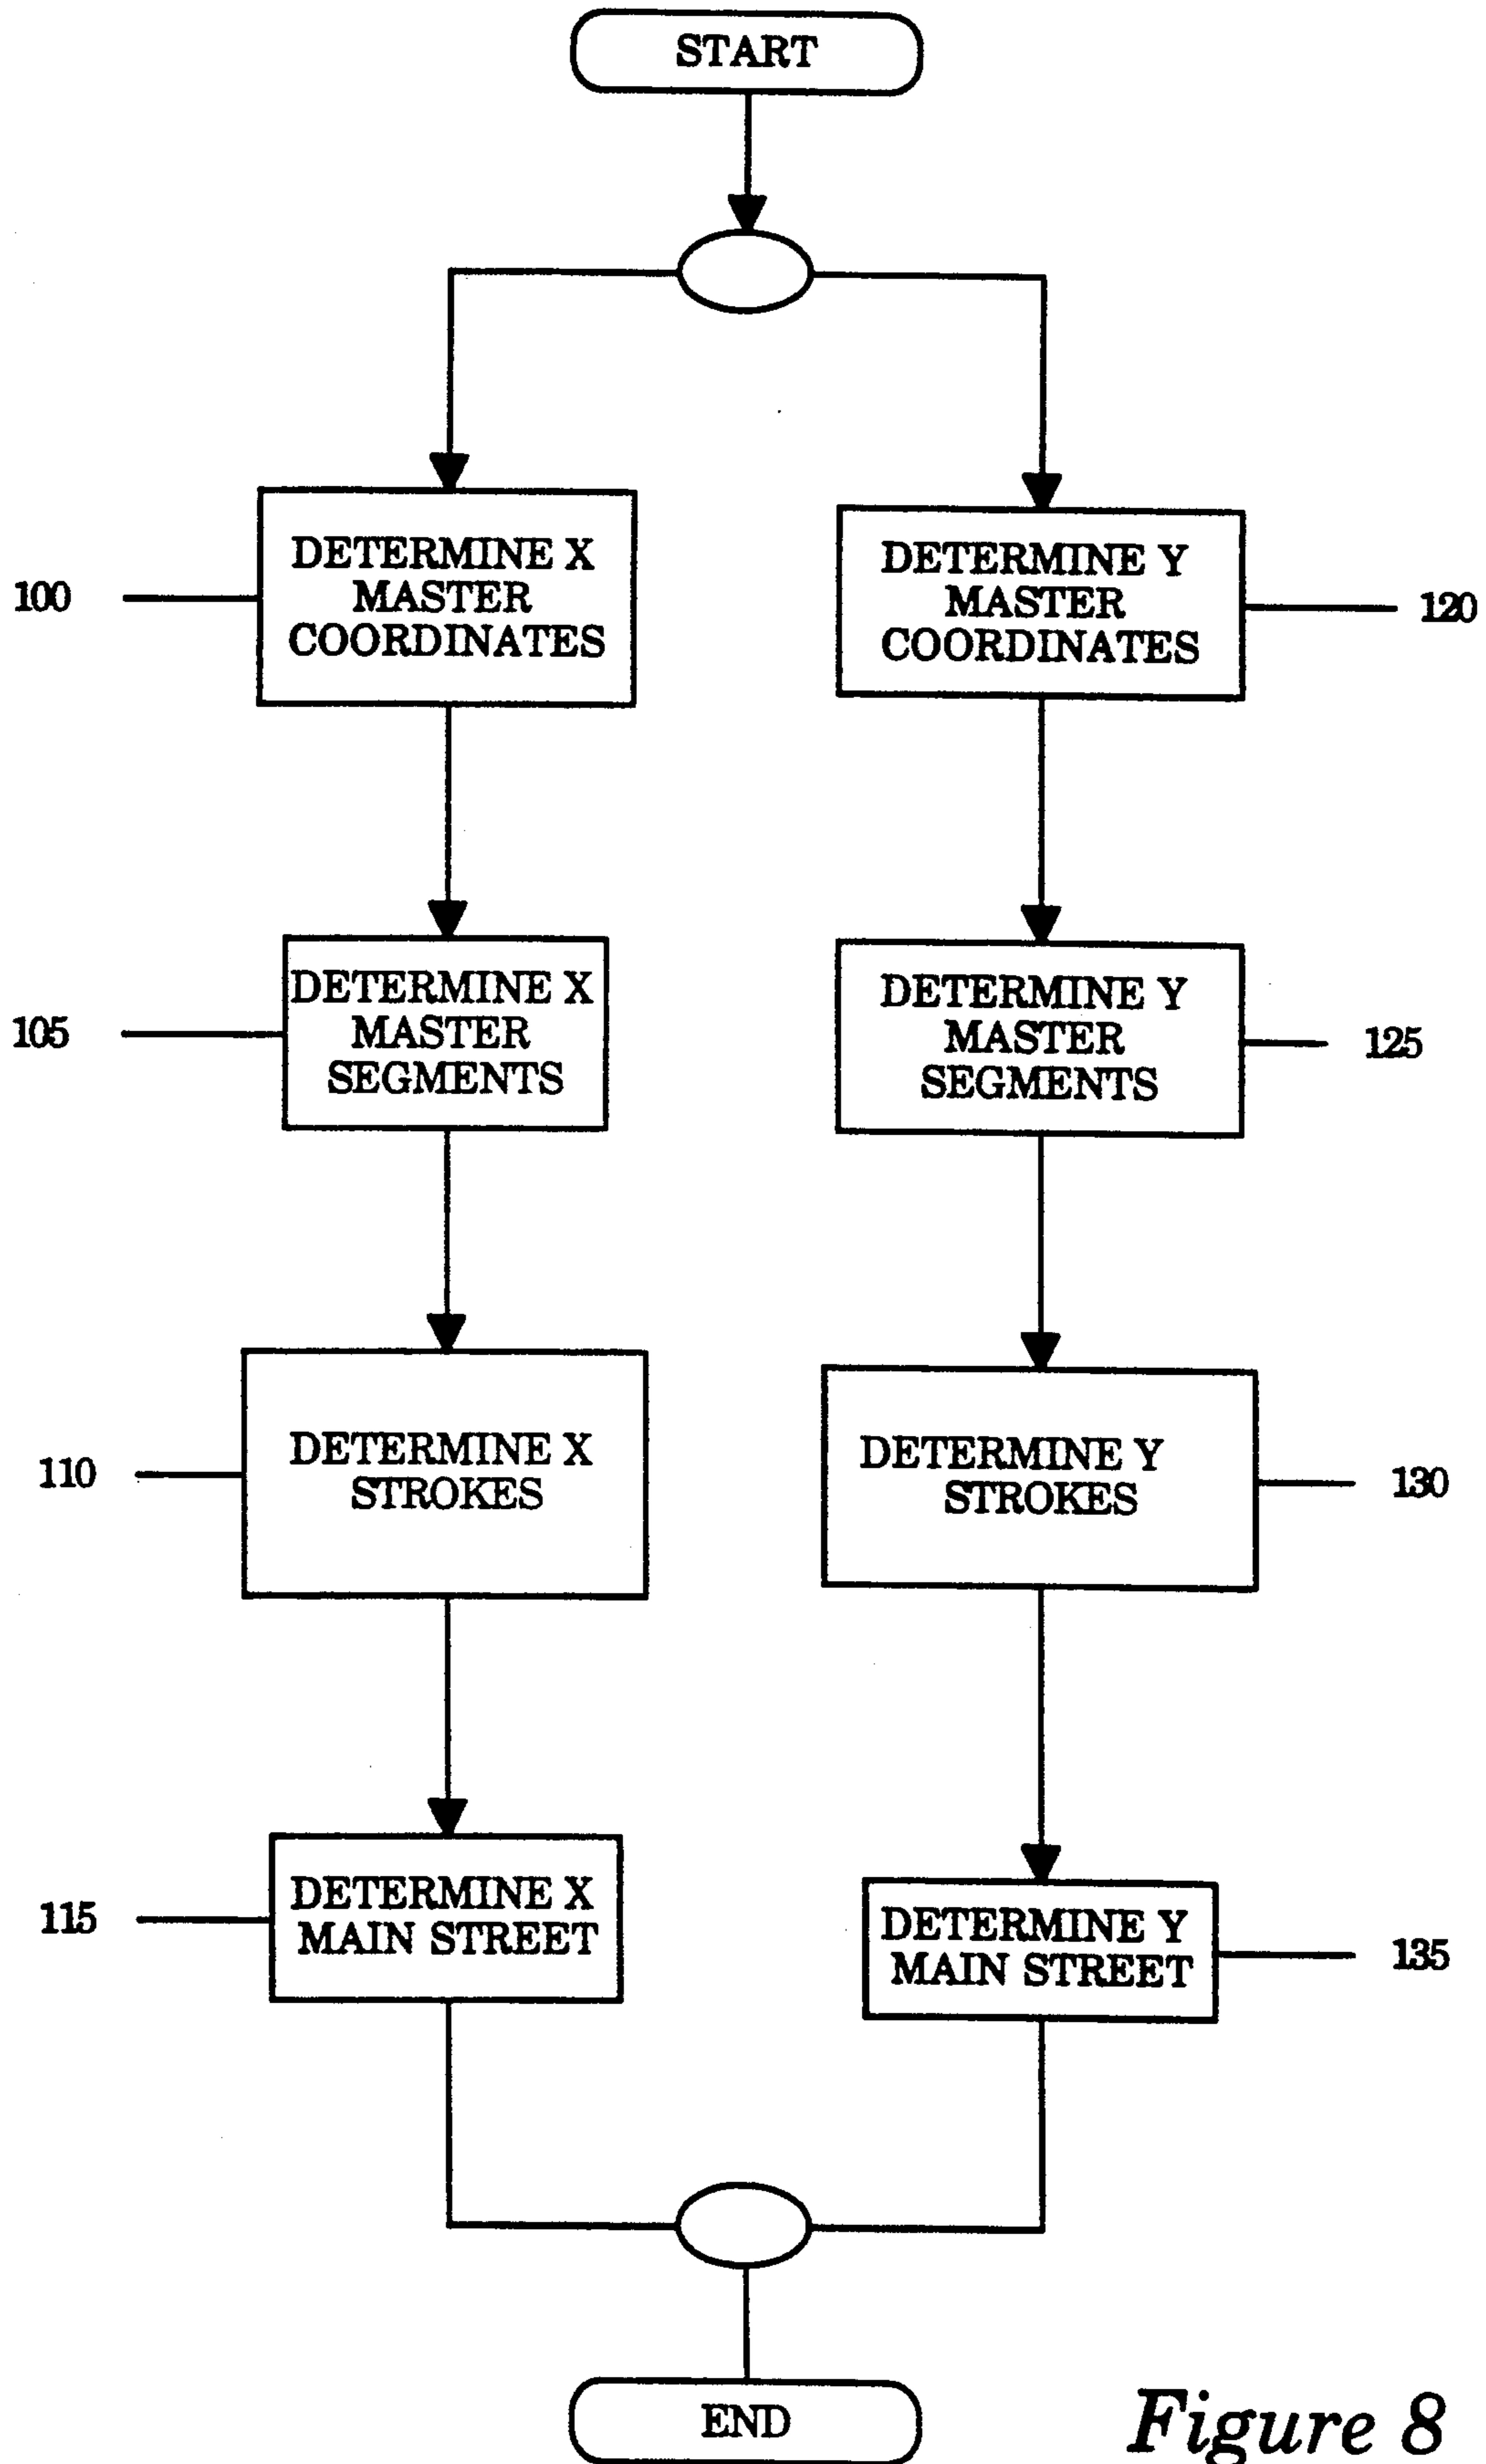 START
100
DETERMINE X
MASTER
COORDINATES
DETERMINE Y
MASTER
COORDINATES
120
105
DETERMINE X
MASTER
SEGMENTS
DETERMINE Y
MASTER
SEGMENTS
125
110
DETERMINE X
STROKES
DETERMINE Y
STROKES
130
115
DETERMINE X
MAIN STREET
DETERMINE Y
MAIN STREET
135
END
Figure 8